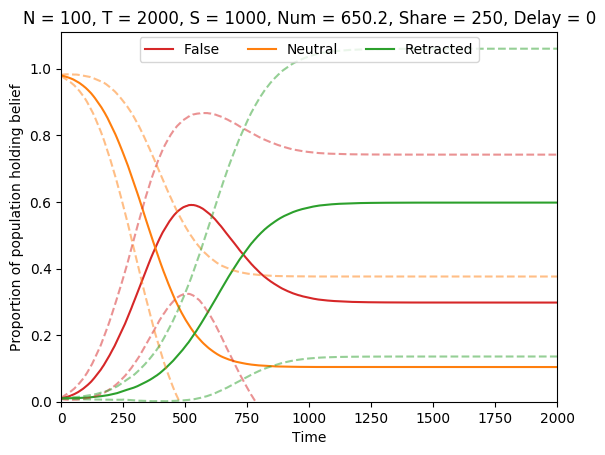 N = 100, T = 2000, S = 1000, Num = 650.2, Share = 250, Delay = 0
False Neutral Retracted
Proportion of population holding belief
1.0
0.8
0.6
0.4
0.2
0.0
0 250 500 750 1000 1250 1500 1750 2000
Time